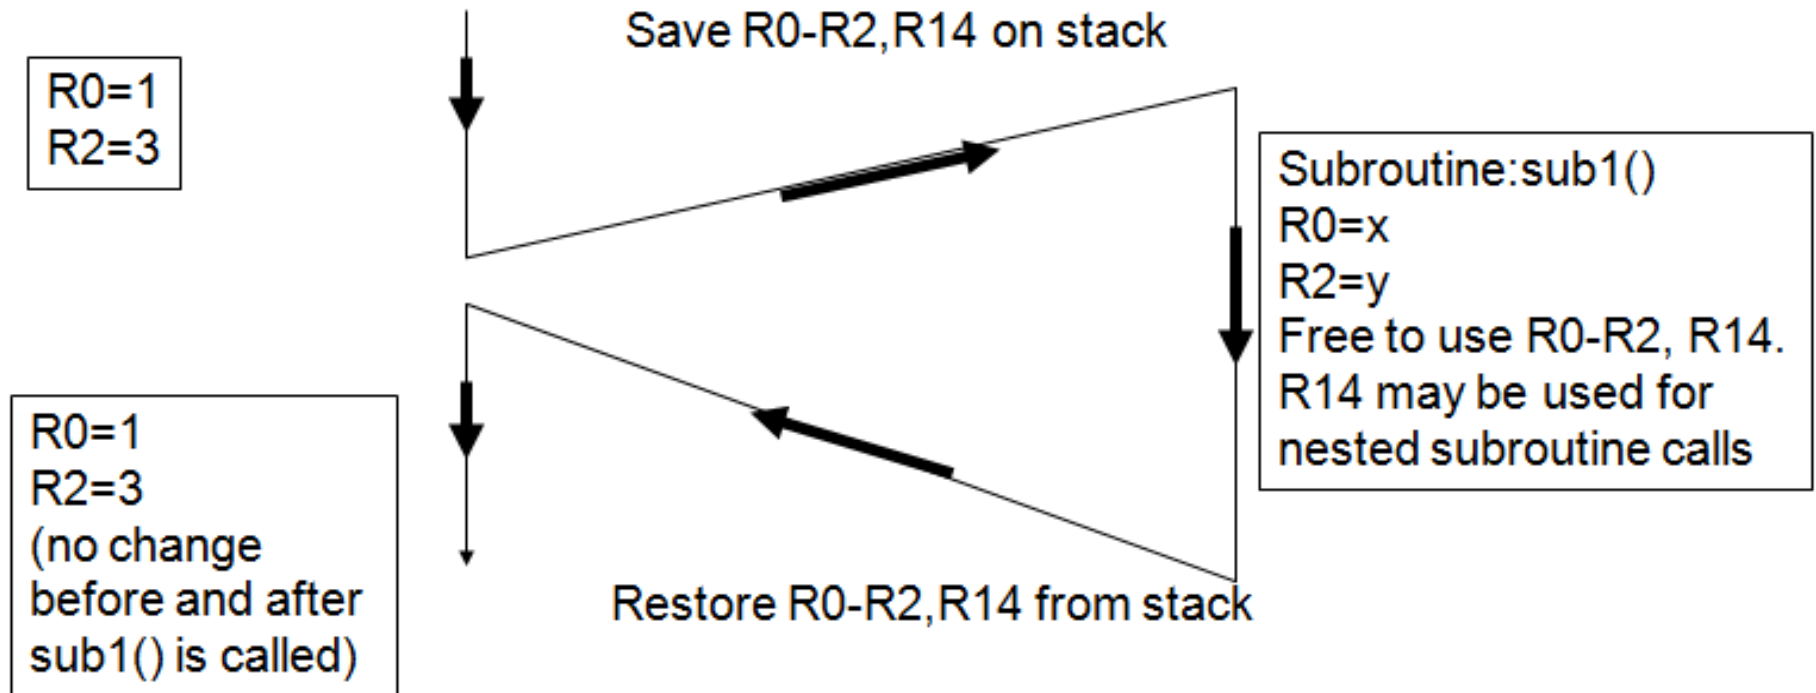 Save R0-R2,R14 on stack
R0=1
R2=3
Subroutine:sub1()
R0=x
R2=y
Free to use R0-R2, R14.
R14 may be used for
nested subroutine calls
R0=1
R2=3
(no change
before and after
sub1() is called)
Restore R0-R2,R14 from stack